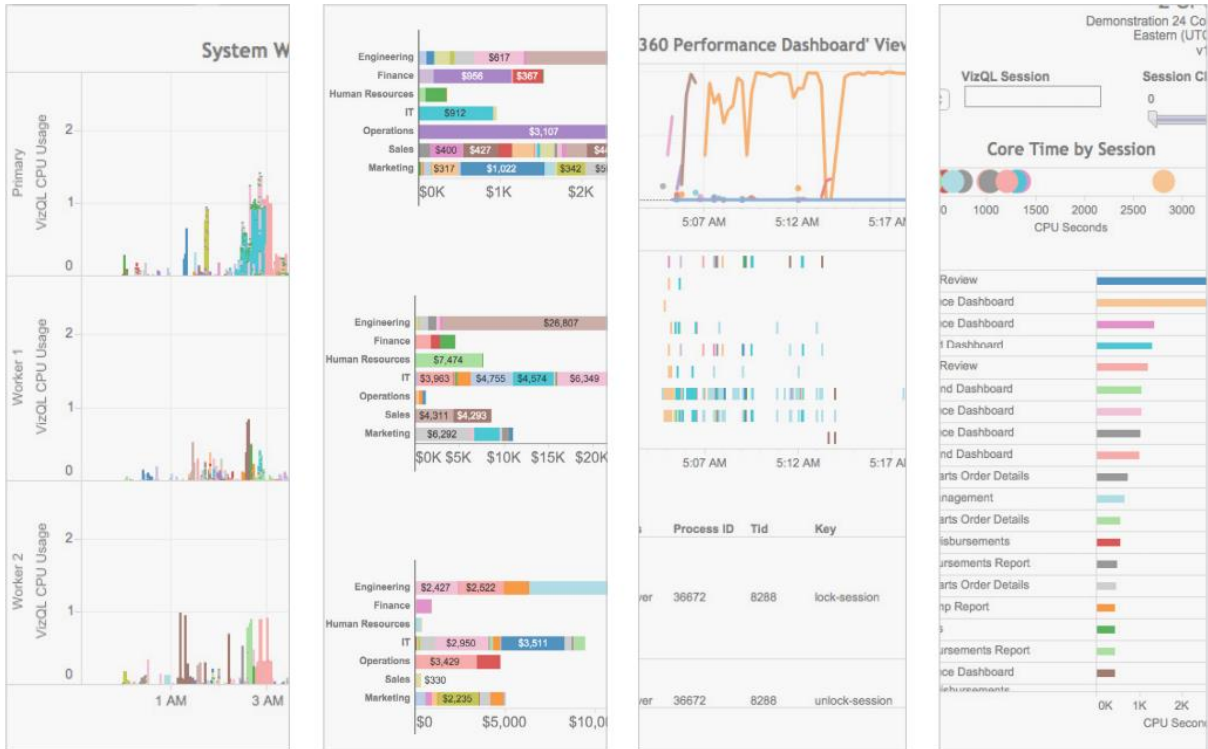 System W
Primary
VizQL CPU Usage
2
1
0
Worker 1
VizQL CPU Usage
2
1
0
Worker 2
VizQL CPU Usage
2
1
0
1 AM 3 AM
Engineering $617
Finance $956 $367
Human Resources
IT $912
Operations $3,107
Sales $400 $427 $4
Marketing $317 $1,022 $342 $5
$0K $1K $2K
Engineering $26,807
Finance
Human Resources $7,474
IT $3,963 $4,755 $4,574 $6,349
Operations
Sales $4,311 $4,293
Marketing $6,292
$0K $5K $10K $15K $20K
Engineering $2,427 $2,522
Finance
Human Resources
IT $2,950 $3,511
Operations $3,429
Sales $330
Marketing $2,235
$0 $5,000 $10,0
360 Performance Dashboard' View
5:07 AM 5:12 AM 5:17 AM
5:07 AM 5:12 AM 5:17 AM
s Process ID Tid Key
ver 36672 8288 lock-session
ver 36672 8288 unlock-session
Demonstration 24 Co
Eastern (UTC
v1
VizQL Session Session Cl
0
Core Time by Session
0 1000 1500 2000 2500 3000
CPU Seconds
Review
ce Dashboard
ce Dashboard
t Dashboard
Review
nd Dashboard
ce Dashboard
nce Dashboard
nd Dashboard
arts Order Details
nagement
arts Order Details
isbursements
ursements Report
arts Order Details
mp Report
s
ursements Report
ce Dashboard
isbursements
0K 1K 2K
CPU Secon